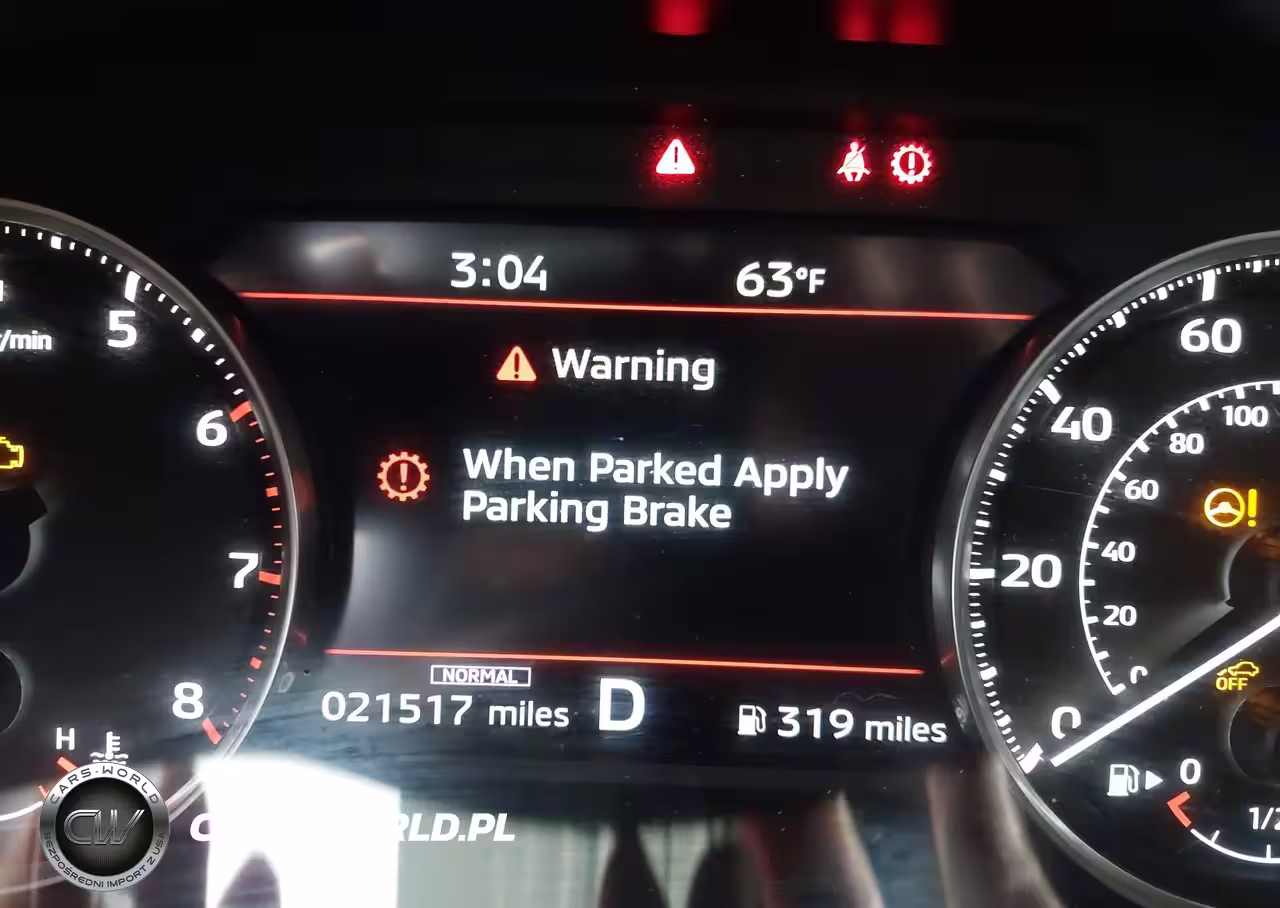 3:04 63°F
5
r/min
60
Warning
6
40
100
80
When Parked Apply
Parking Brake
60
40
7
20
20
0
NORMAL
8
021517 miles D 319 miles
0
H
0
OFF
1/2
CARS-WORLD
CW
BEZPOŚREDNI IMPORT Z USA
RLD.PL